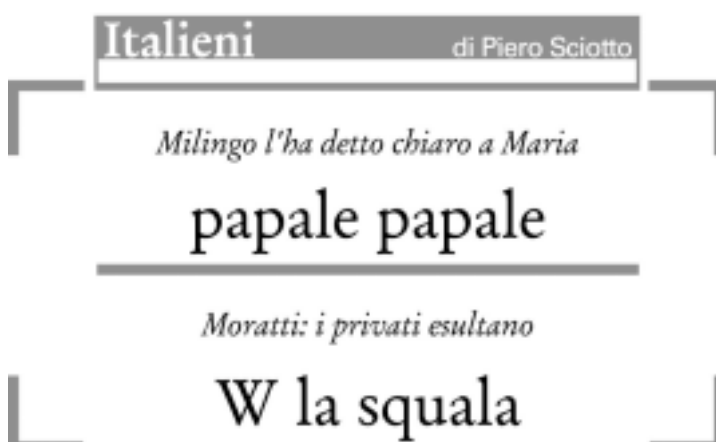 Italieni
di Piero Sciotto
Milingo l'ha detto chiaro a Maria
papale papale
Moratti: i privati esultano
W la squala